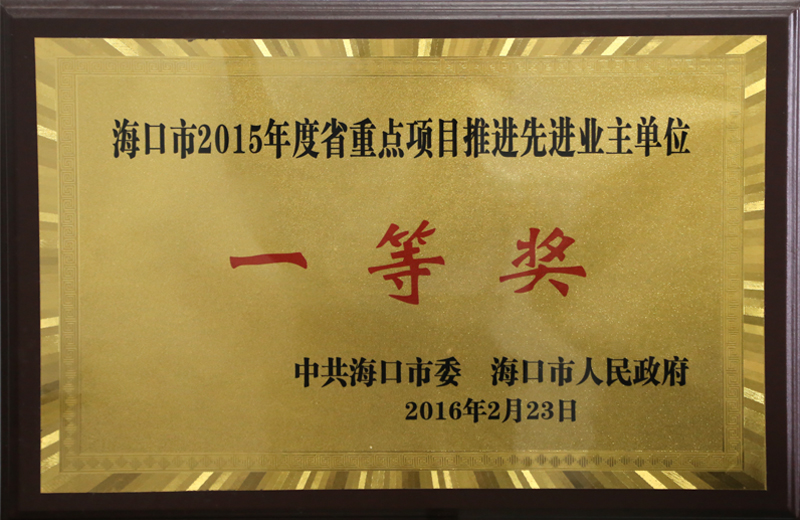 海口市2015年度省重点项目推进先进业主单位
一等奖
中共海口市委 海口市人民政府
2016年2月23日